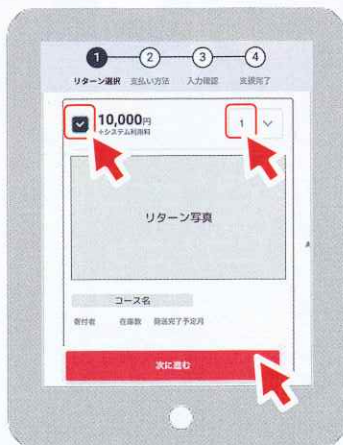 1 2 3 4
リターン選択 支払い方法 入力確認 支援完了
10,000円 1
+システム利用料
リターン写真
コース名
寄付者 在庫数 発送完了予定月
次に進む